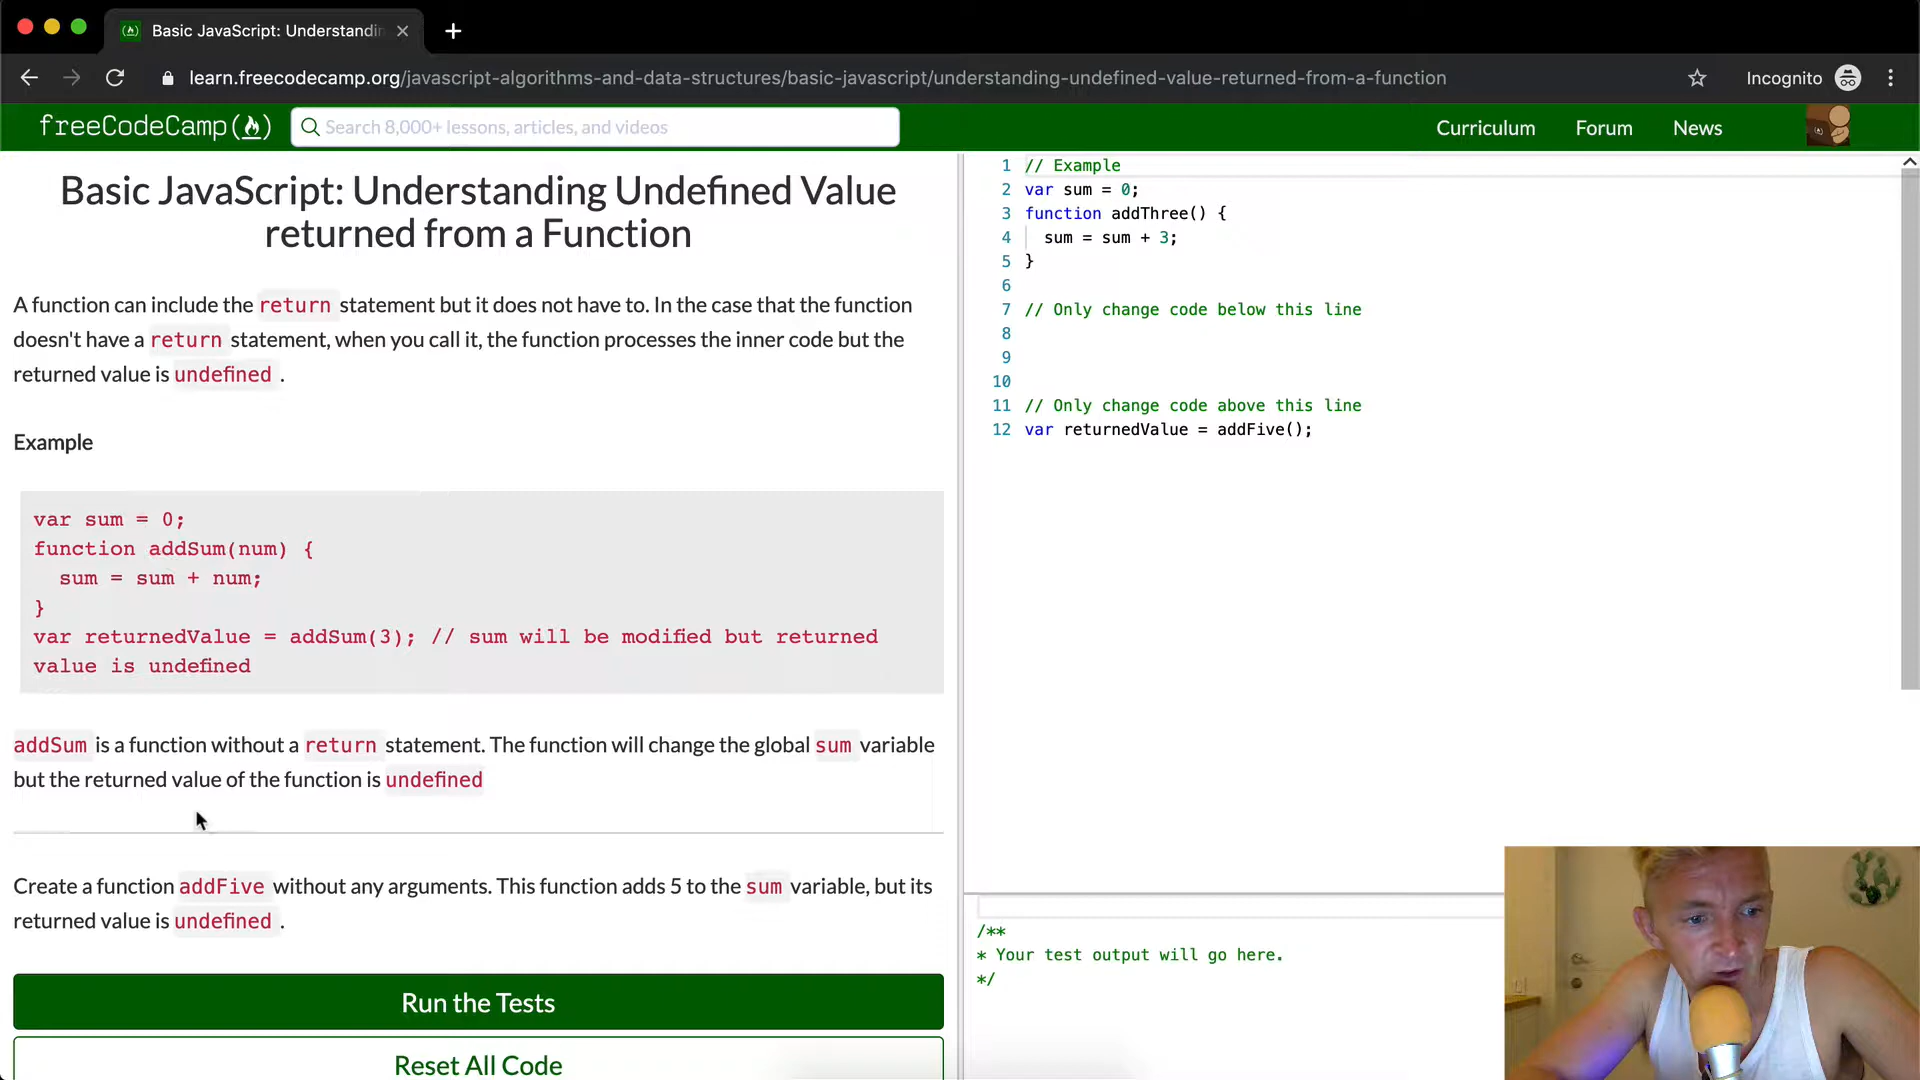 Basic JavaScript: Understandin
learn.freecodecamp.org/javascript-algorithms-and-data-structures/basic-javascript/understanding-undefined-value-returned-from-a-function
Incognito
freeCodeCamp
Search 8,000+ lessons, articles, and videos
Curriculum
Forum
News
Basic JavaScript: Understanding Undefined Value
returned from a Function
A function can include the return statement but it does not have to. In the case that the function
doesn't have a return statement, when you call it, the function processes the inner code but the
returned value is undefined .
Example
var sum = 0;
function addSum(num) {
sum = sum + num;
}
var returnedValue = addSum(3); // sum will be modified but returned
value is undefined
addSum is a function without a return statement. The function will change the global sum variable
but the returned value of the function is undefined
Create a function addFive without any arguments. This function adds 5 to the sum variable, but its
returned value is undefined .
Run the Tests
Reset All Code
1 // Example
2 var sum = 0;
3 function addThree() {
4 sum = sum + 3;
5 }
6
7 // Only change code below this line
8
9
10
11 // Only change code above this line
12 var returnedValue = addFive();
/**
* Your test output will go here.
*/